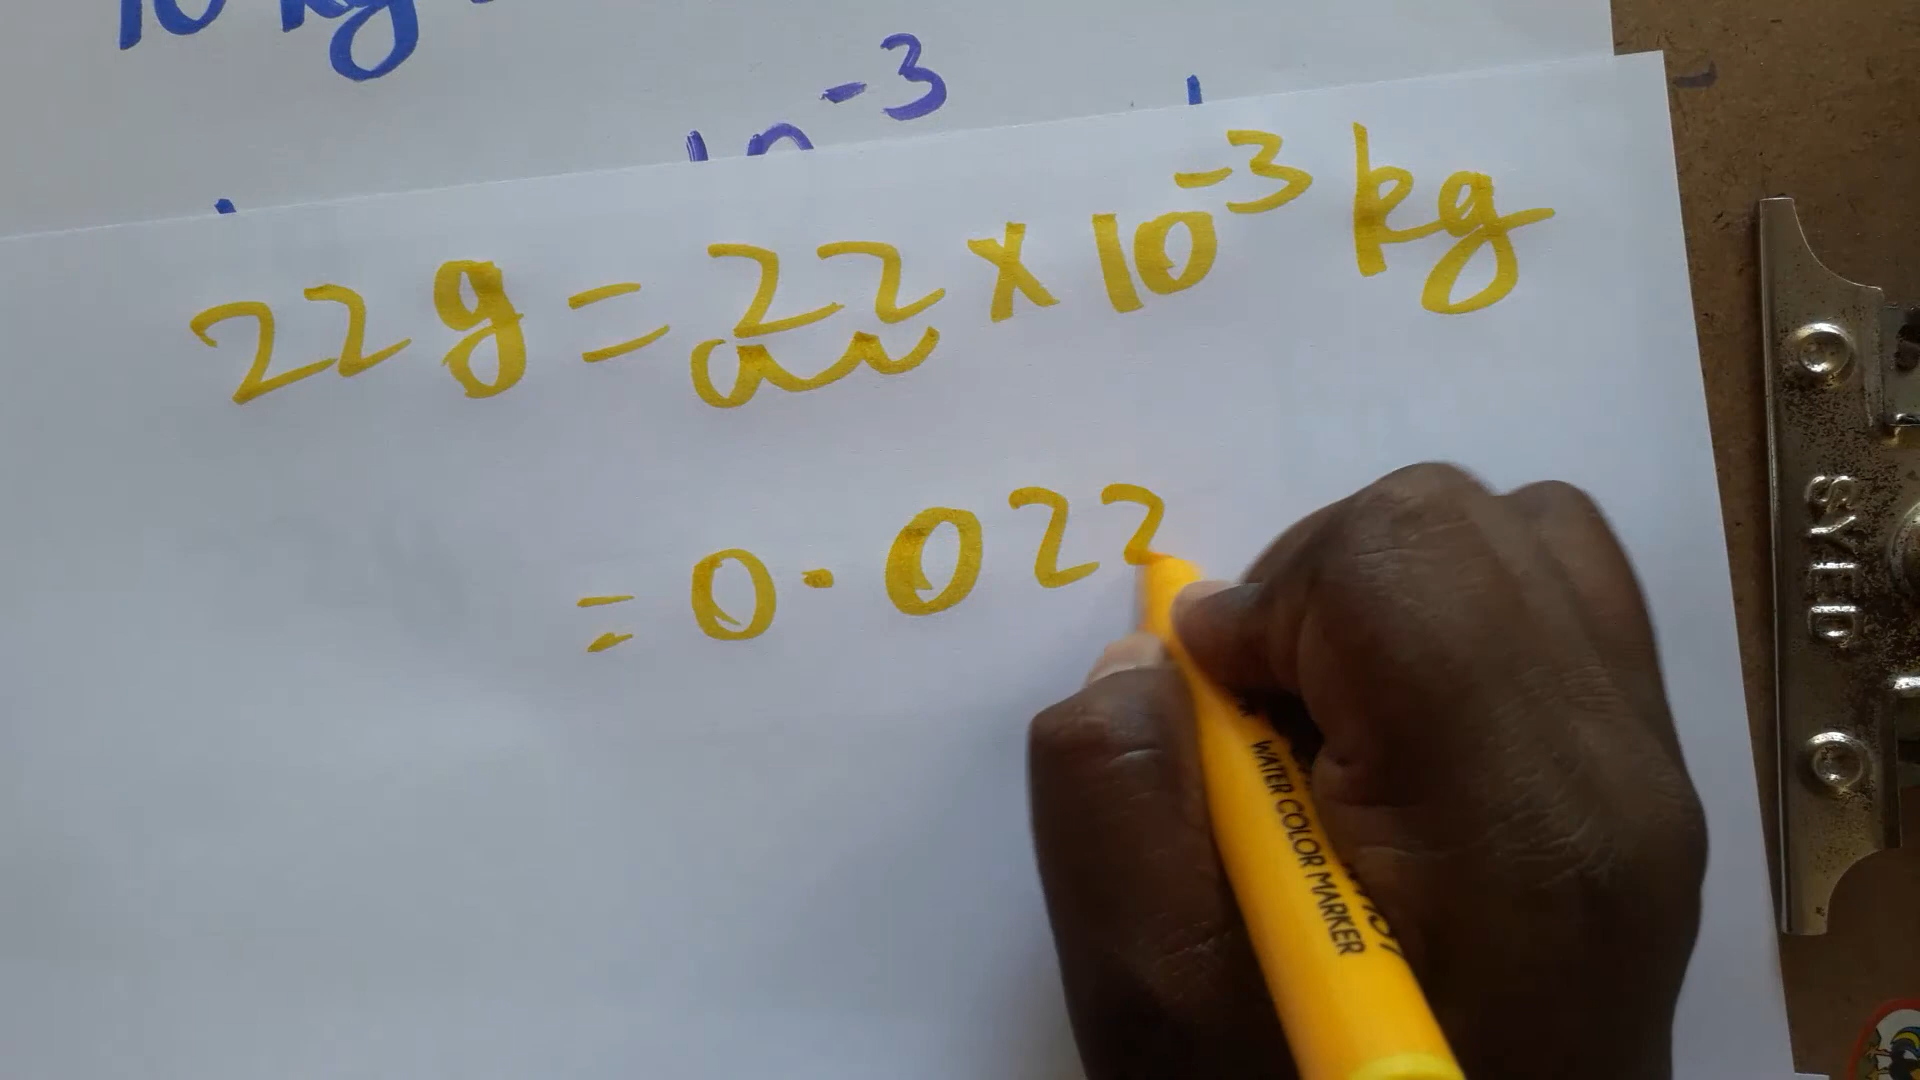 10 kg
10⁻³
22 g = 22 x 10⁻³ kg
= 0.022
WATER COLOR MARKER
SYED